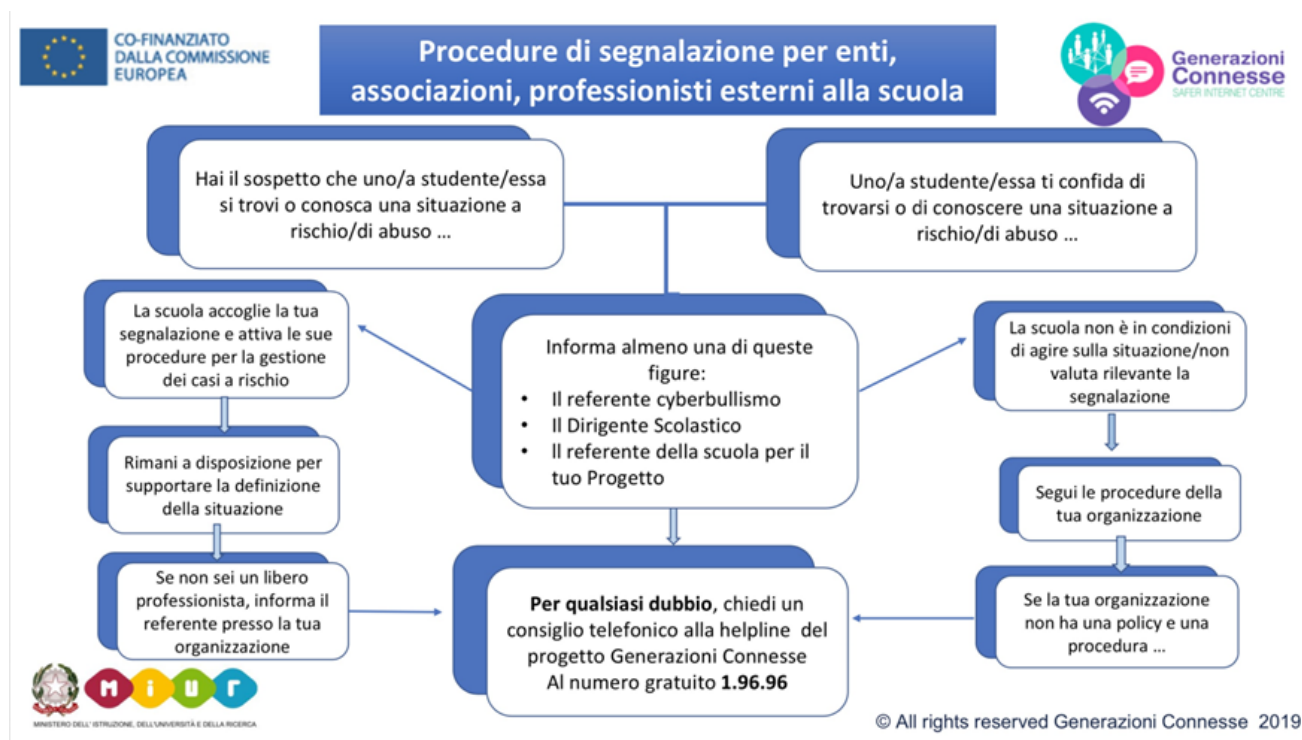 CO-FINANZIATO
DALLA COMMISSIONE
EUROPEA
Procedure di segnalazione per enti,
associazioni, professionisti esterni alla scuola
Generazioni
Connesse
SAFER INTERNET CENTRE
Hai il sospetto che uno/a studente/essa
si trovi o conosca una situazione a
rischio/di abuso ...
Uno/a studente/essa ti confida di
trovarsi o di conoscere una situazione a
rischio/di abuso ...
La scuola accoglie la tua
segnalazione e attiva le sue
procedure per la gestione
dei casi a rischio
Informa almeno una di queste
figure:
• Il referente cyberbullismo
• Il Dirigente Scolastico
• Il referente della scuola per il
tuo Progetto
La scuola non è in condizioni
di agire sulla situazione/non
valuta rilevante la
segnalazione
Rimani a disposizione per
supportare la definizione
della situazione
Segui le procedure della
tua organizzazione
Se non sei un libero
professionista, informa il
referente presso la tua
organizzazione
Per qualsiasi dubbio, chiedi un
consiglio telefonico alla helpline del
progetto Generazioni Connesse
Al numero gratuito 1.96.96
Se la tua organizzazione
non ha una policy e una
procedura ...
miur
MINISTERO DELL' ISTRUZIONE, DELL'UNIVERSITÀ E DELLA RICERCA
© All rights reserved Generazioni Connesse 2019